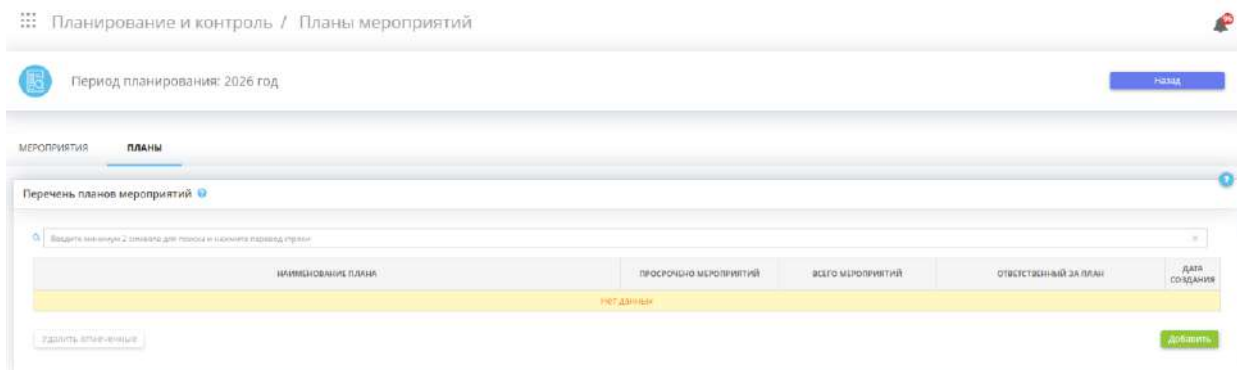 Планирование и контроль / Планы мероприятий
96
Период планирования: 2026 год
Назад
МЕРОПРИЯТИЯ ПЛАНЫ
Перечень планов мероприятий ?
?
Введите минимум 2 символа для поиска и нажмите перевод строки
НАИМЕНОВАНИЕ ПЛАНА ПРОСРОЧЕНО МЕРОПРИЯТИЙ ВСЕГО МЕРОПРИЯТИЙ ОТВЕТСТВЕННЫЙ ЗА ПЛАН ДАТА
СОЗДАНИЯ
Нет данных
Удалить отмеченные Добавить